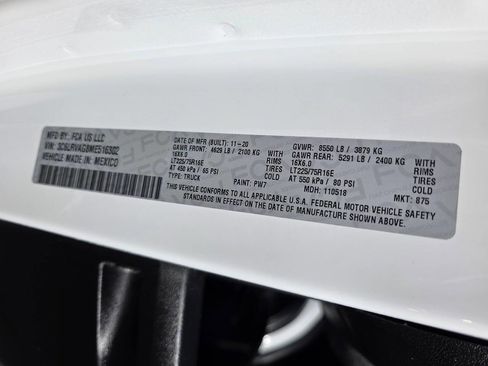 MFD BY: FCA US LLC
VIN: 3C6LRVAG8ME516302
VEHICLE MADE IN: MEXICO
DATE OF MFR (BUILT): 11-20 GVWR: 8550 LB / 3879 KG
GAWR FRONT: 4629 LB / 2100 KG WITH GAWR REAR: 5291 LB / 2400 KG WITH
16X6.0 RIMS 16X6.0 RIMS
LT225/75R16E TIRES LT225/75R16E TIRES
AT 450 kPa / 65 PSI COLD AT 550 kPa / 80 PSI COLD
TYPE: TRUCK PAINT: PW7 MDH: 110518 MKT: 875
THIS VEHICLE CONFORMS TO ALL APPLICABLE U.S.A. FEDERAL MOTOR VEHICLE SAFETY
STANDARDS IN EFFECT ON THE DATE OF MANUFACTURE SHOWN ABOVE.